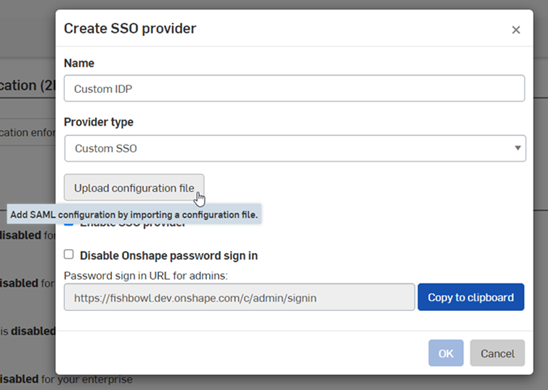 Create SSO provider
×
Name
Custom IDP
Provider type
Custom SSO
Upload configuration file
Add SAML configuration by importing a configuration file.
Enable SSO provider
Disable Onshape password sign in
Password sign in URL for admins:
https://fishbowl.dev.onshape.com/c/admin/signin
Copy to clipboard
OK
Cancel
cation (2
cation enfor
disabled for
disabled for
is disabled
isabled for your enterprise